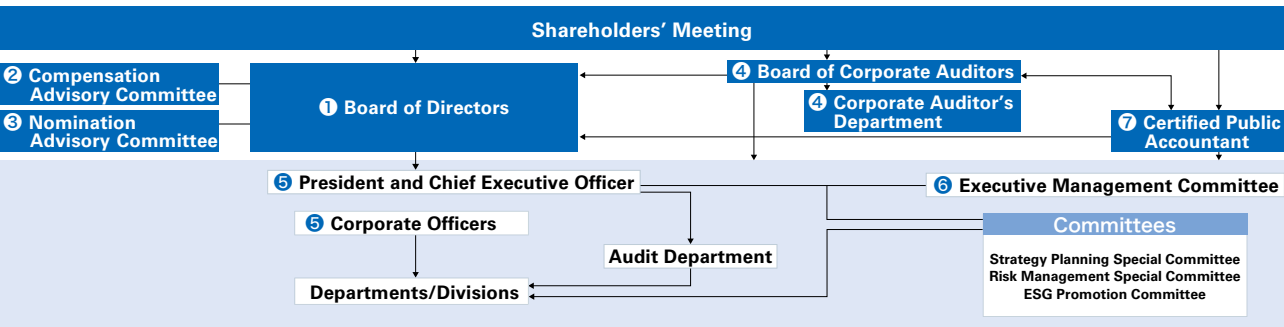 Shareholders’ Meeting
❷ Compensation
Advisory Committee
❸ Nomination
Advisory Committee
❶ Board of Directors
❹ Board of Corporate Auditors
❹ Corporate Auditor’s
Department
❼ Certified Public
Accountant
❺ President and Chief Executive Officer
❻ Executive Management Committee
❺ Corporate Officers
Audit Department
Departments/Divisions
Committees
Strategy Planning Special Committee
Risk Management Special Committee
ESG Promotion Committee